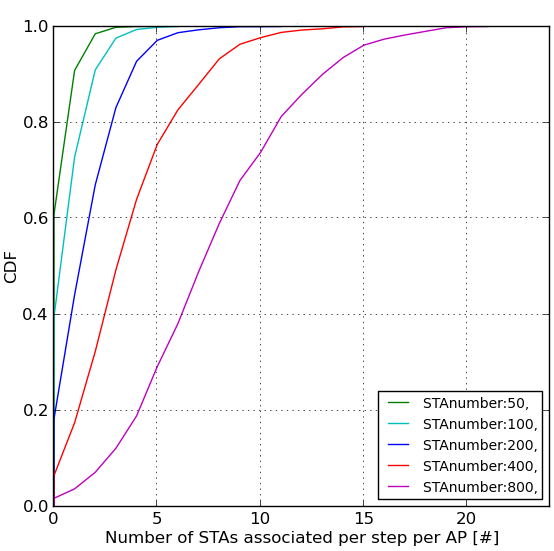 1.0
0.8
0.6
0.4
0.2
0.0
CDF
0 5 10 15 20
Number of STAs associated per step per AP [#]
STAnumber:50,
STAnumber:100,
STAnumber:200,
STAnumber:400,
STAnumber:800,